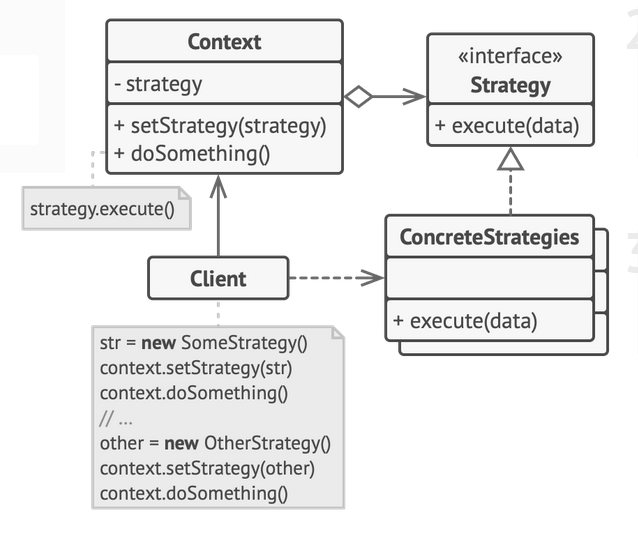 Context
- strategy
+ setStrategy(strategy)
+ doSomething()
«interface»
Strategy
+ execute(data)
strategy.execute()
Client
ConcreteStrategies
+ execute(data)
str = new SomeStrategy()
context.setStrategy(str)
context.doSomething()
// ...
other = new OtherStrategy()
context.setStrategy(other)
context.doSomething()